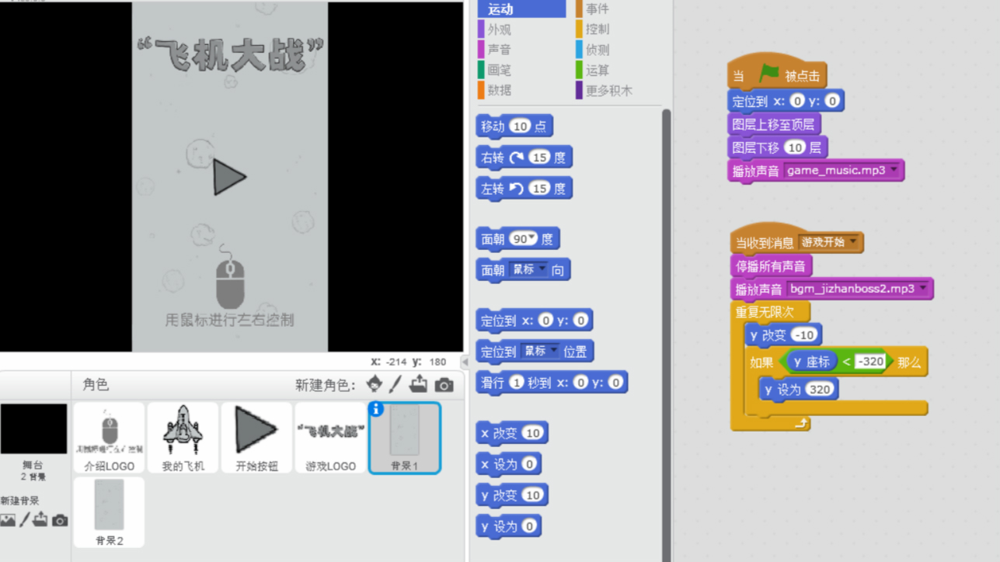 “飞机大战”
用鼠标进行左右控制
x: -214 y: 180
角色
新建角色:
介绍LOGO
我的飞机
开始按钮
“飞机大战”
游戏LOGO
背景1
舞台
2 背景
新建背景
背景2
运动
外观
声音
画笔
数据
事件
控制
侦测
运算
更多积木
移动 10 点
右转 15 度
左转 15 度
面朝 90 度
面朝 鼠标 向
定位到 x: 0 y: 0
定位到 鼠标 位置
滑行 1 秒到 x: 0 y: 0
x 改变 10
x 设为 0
y 改变 10
y 设为 0
当 被点击
定位到 x: 0 y: 0
图层上移至顶层
图层下移 10 层
播放声音 game_music.mp3
当收到消息 游戏开始
停播所有声音
播放声音 bgm_jizhanboss2.mp3
重复无限次
y 改变 -10
如果 y 座标 < -320 那么
y 设为 320